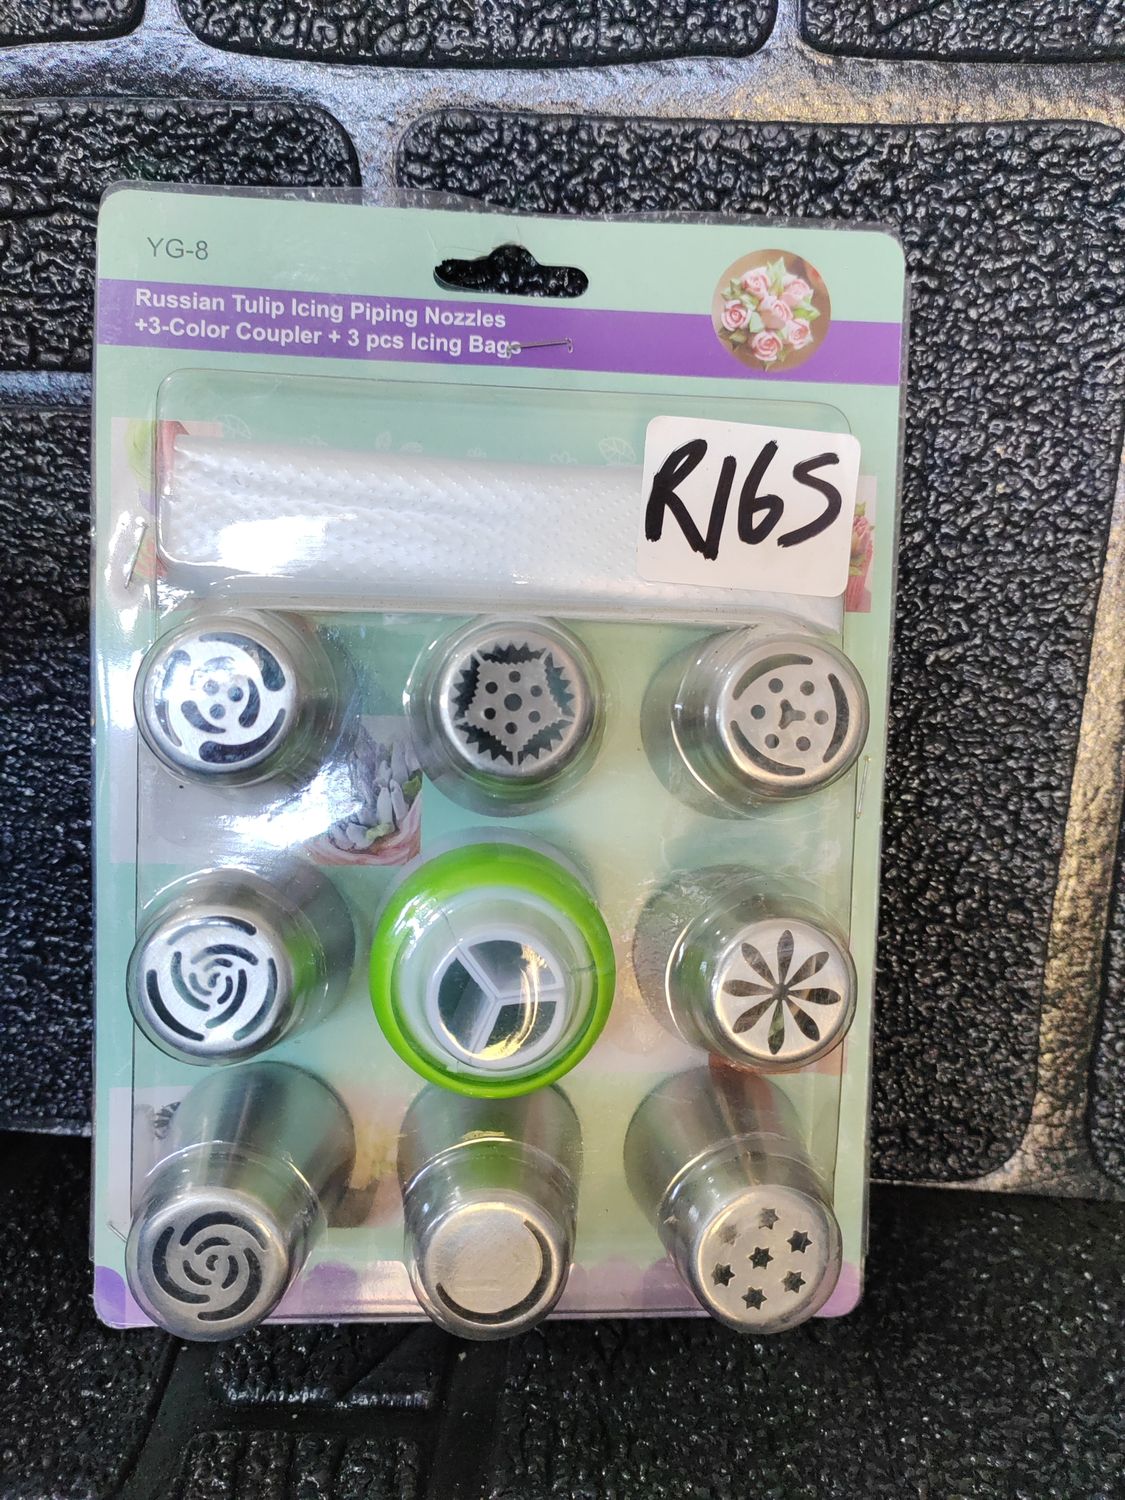 YG-8
Russian Tulip Icing Piping Nozzles
+3-Color Coupler + 3 pcs Icing Bags
R165